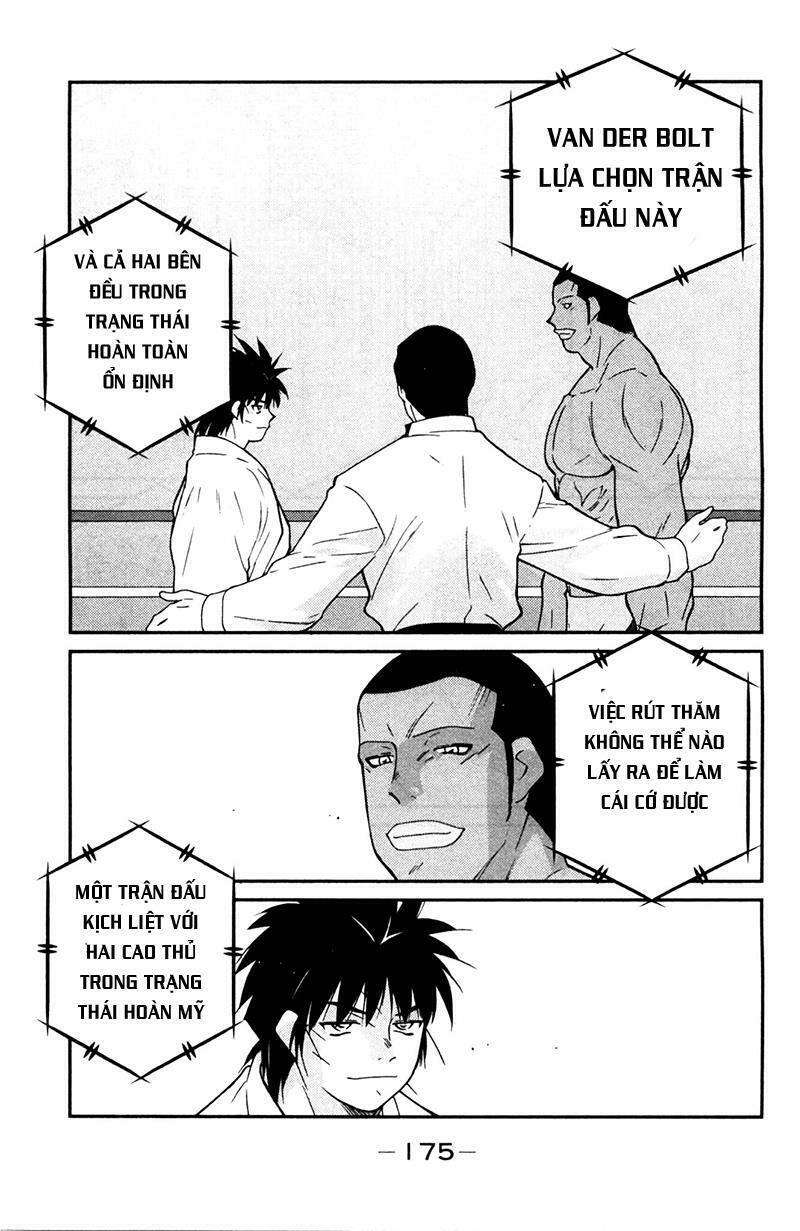 VAN DER BOLT
LỰA CHỌN TRẬN
ĐẤU NÀY
VÀ CẢ HAI BÊN
ĐỀU TRONG
TRẠNG THÁI
HOÀN TOÀN
ỔN ĐỊNH
VIỆC RÚT THĂM
KHÔNG THỂ NÀO
LẤY RA ĐỂ LÀM
CÁI CỚ ĐƯỢC
MỘT TRẬN ĐẤU
KỊCH LIỆT VỚI
HAI CAO THỦ
TRONG TRẠNG
THÁI HOÀN MỸ
— 175 —